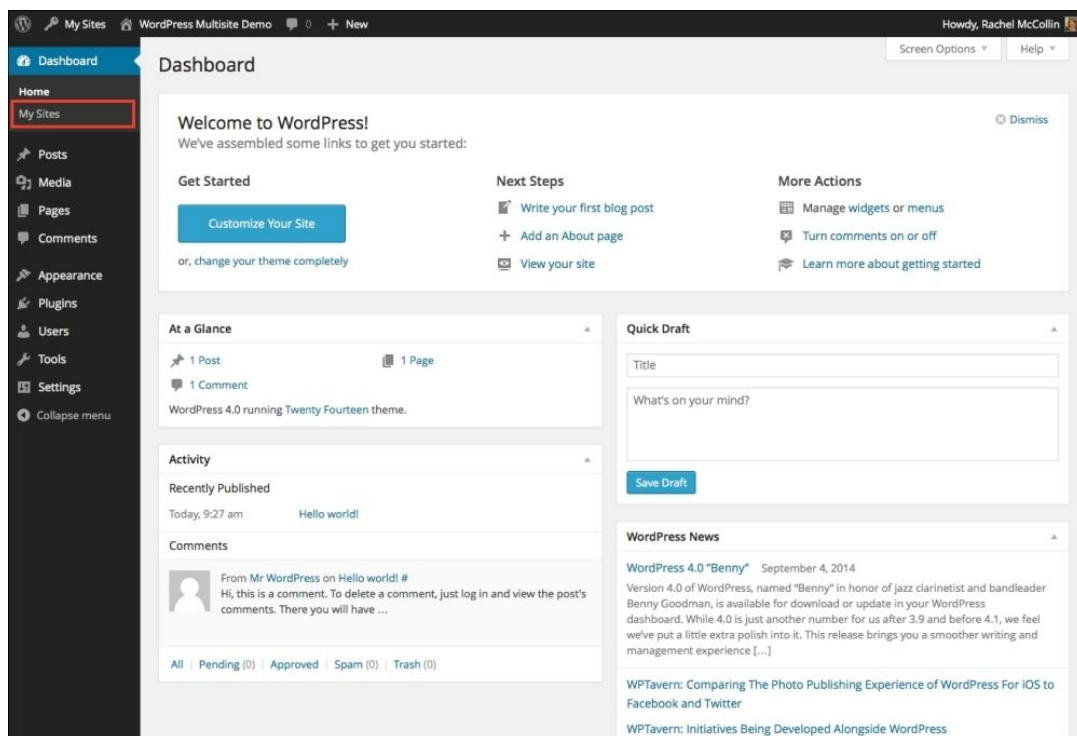 My Sites WordPress Multisite Demo 0 + New Howdy, Rachel McCollin
Screen Options Help
Dashboard
Home
My Sites
Posts
Media
Pages
Comments
Appearance
Plugins
Users
Tools
Settings
Collapse menu
Dashboard
Welcome to WordPress!
Dismiss
We've assembled some links to get you started:
Get Started
Customize Your Site
or, change your theme completely
Next Steps
Write your first blog post
Add an About page
View your site
More Actions
Manage widgets or menus
Turn comments on or off
Learn more about getting started
At a Glance
1 Post 1 Page
1 Comment
WordPress 4.0 running Twenty Fourteen theme.
Activity
Recently Published
Today, 9:27 am Hello world!
Comments
From Mr WordPress on Hello world! #
Hi, this is a comment. To delete a comment, just log in and view the post's
comments. There you will have …
All | Pending (0) | Approved | Spam (0) | Trash (0)
Quick Draft
Title
What's on your mind?
Save Draft
WordPress News
WordPress 4.0 “Benny” September 4, 2014
Version 4.0 of WordPress, named “Benny” in honor of jazz clarinetist and bandleader
Benny Goodman, is available for download or update in your WordPress
dashboard. While 4.0 is just another number for us after 3.9 and before 4.1, we feel
we've put a little extra polish into it. This release brings you a smoother writing and
management experience […]
WPTavern: Comparing The Photo Publishing Experience of WordPress For iOS to
Facebook and Twitter
WPTavern: Initiatives Being Developed Alongside WordPress